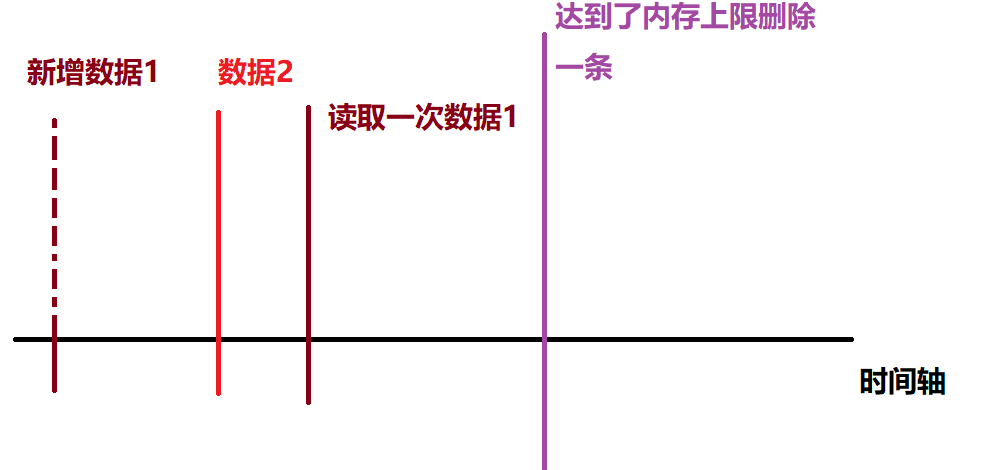 达到了内存上限删除
一条
新增数据1
数据2
读取一次数据1
时间轴